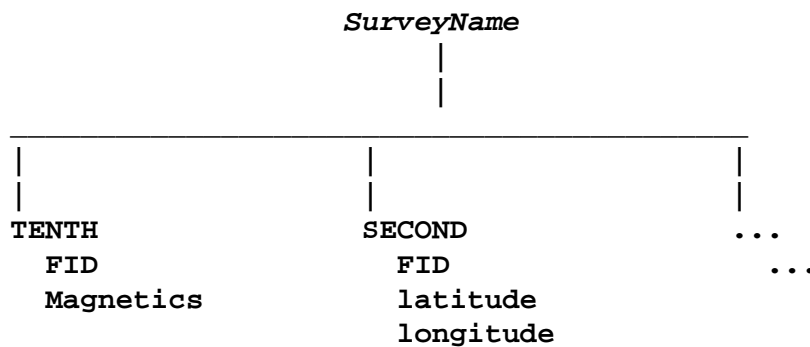 SurveyName
TENTH SECOND ...
FID FID ...
Magnetics latitude
longitude